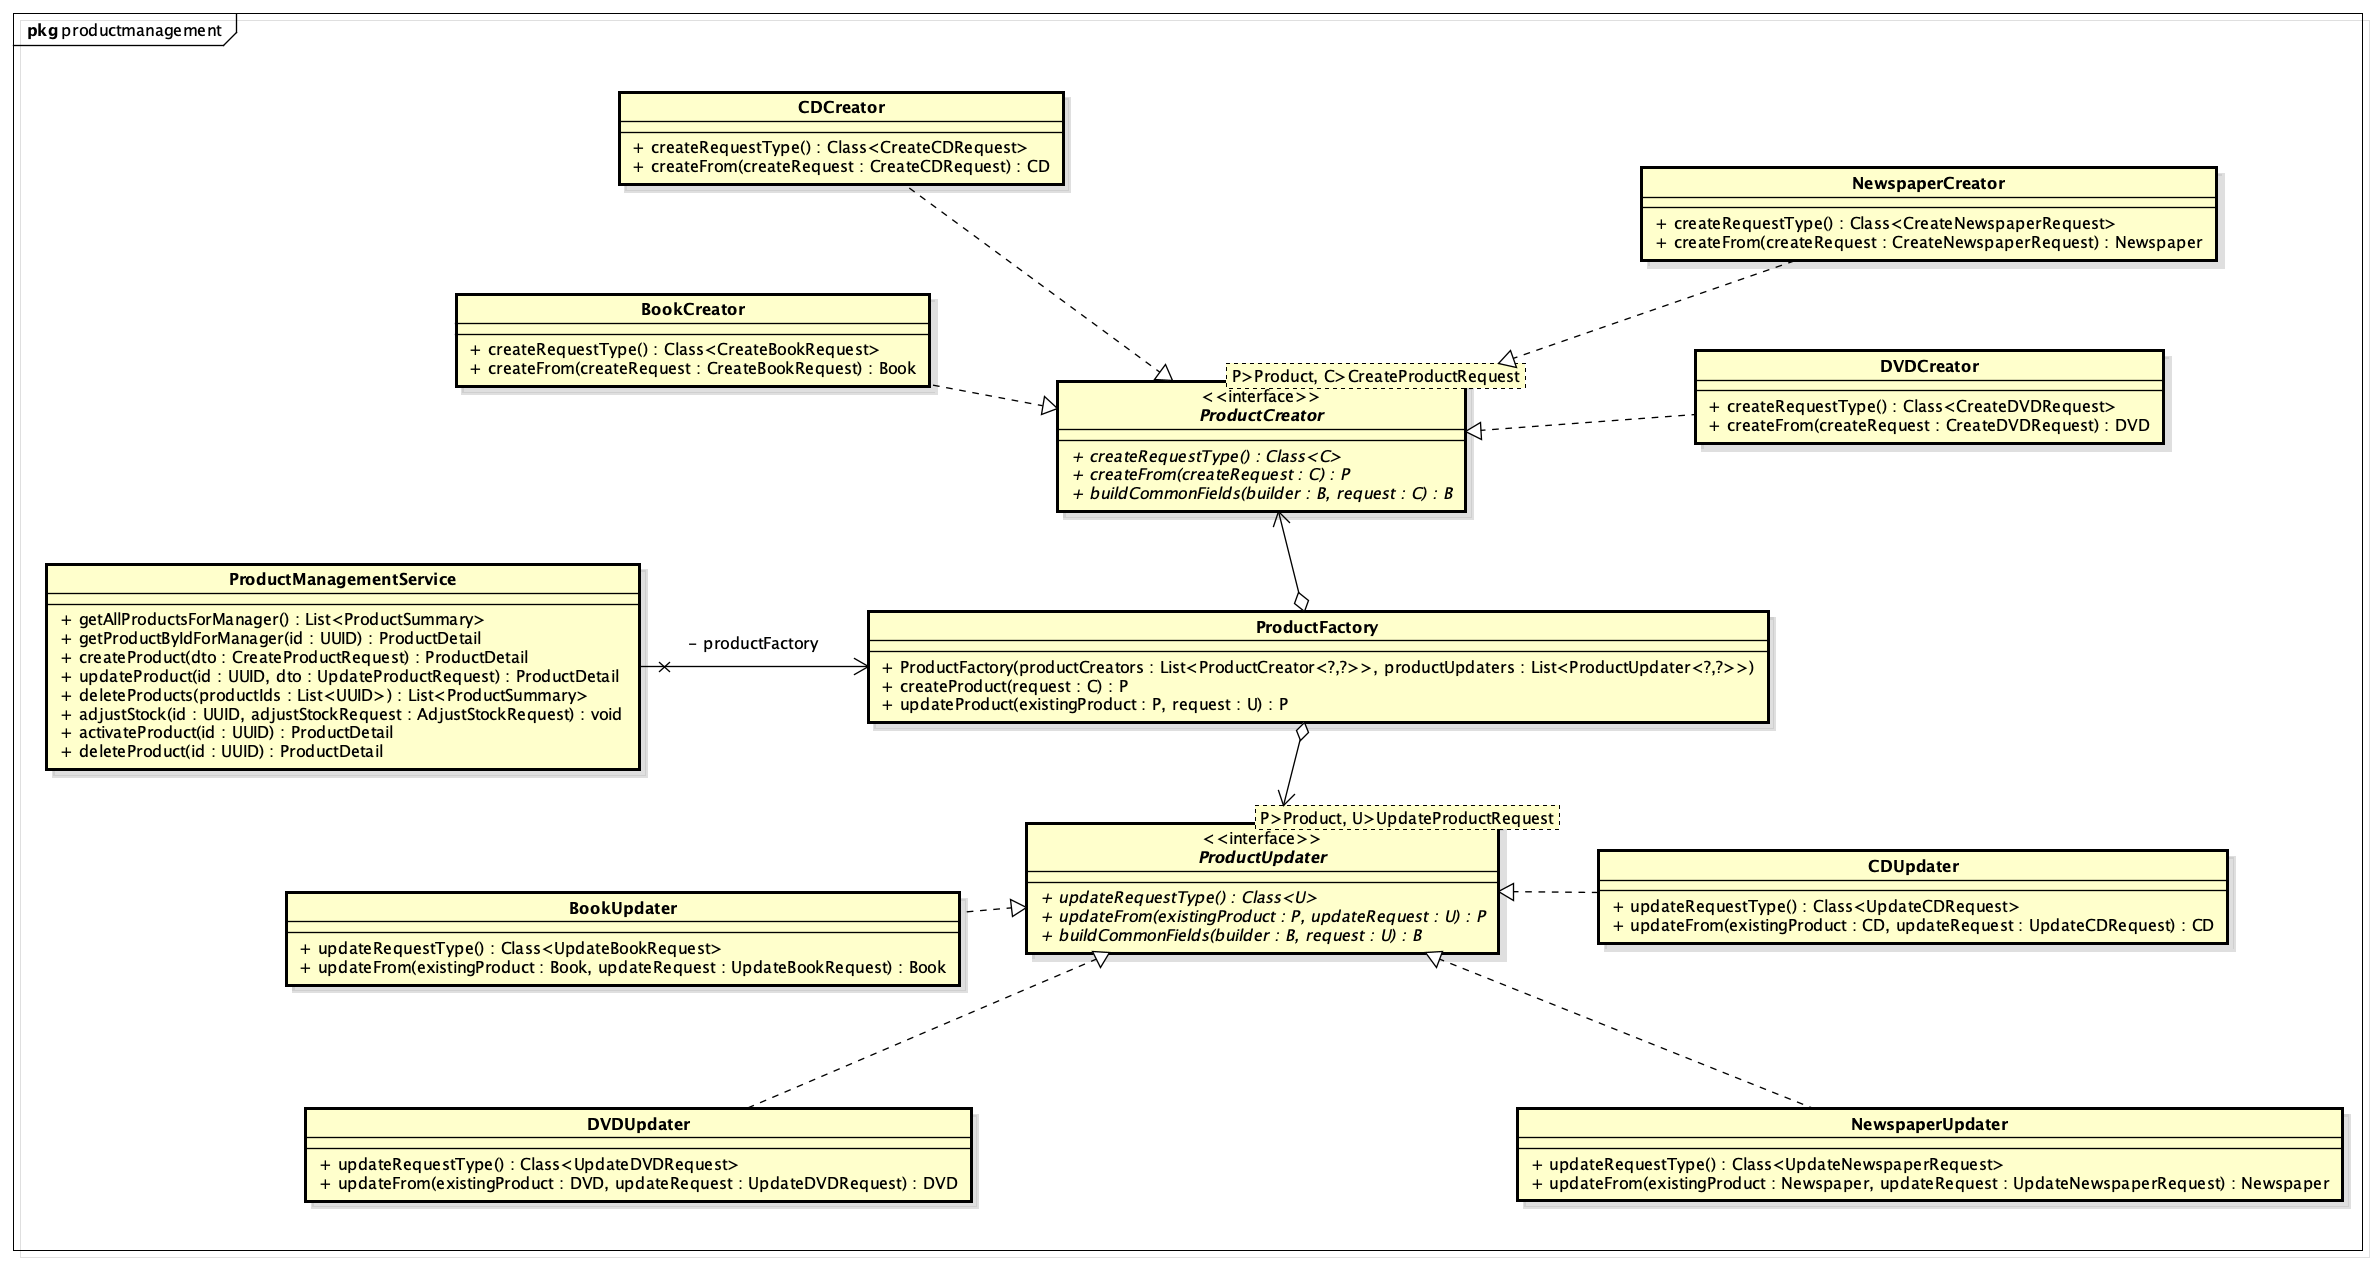 pkg productmanagement
CDCreator
+ createRequestType() : Class<CreateCDRequest>
+ createFrom(createRequest : CreateCDRequest) : CD
NewspaperCreator
+ createRequestType() : Class<CreateNewspaperRequest>
+ createFrom(createRequest : CreateNewspaperRequest) : Newspaper
BookCreator
+ createRequestType() : Class<CreateBookRequest>
+ createFrom(createRequest : CreateBookRequest) : Book
DVDCreator
+ createRequestType() : Class<CreateDVDRequest>
+ createFrom(createRequest : CreateDVDRequest) : DVD
P>Product, C>CreateProductRequest
<<interface>>
ProductCreator
+ createRequestType() : Class<C>
+ createFrom(createRequest : C) : P
+ buildCommonFields(builder : B, request : C) : B
ProductManagementService
+ getAllProductsForManager() : List<ProductSummary>
+ getProductByIdForManager(id : UUID) : ProductDetail
+ createProduct(dto : CreateProductRequest) : ProductDetail
+ updateProduct(id : UUID, dto : UpdateProductRequest) : ProductDetail
+ deleteProducts(productIds : List<UUID>) : List<ProductSummary>
+ adjustStock(id : UUID, adjustStockRequest : AdjustStockRequest) : void
+ activateProduct(id : UUID) : ProductDetail
+ deleteProduct(id : UUID) : ProductDetail
- productFactory
ProductFactory
+ ProductFactory(productCreators : List<ProductCreator<?,?>>, productUpdaters : List<ProductUpdater<?,?>>)
+ createProduct(request : C) : P
+ updateProduct(existingProduct : P, request : U) : P
P>Product, U>UpdateProductRequest
<<interface>>
ProductUpdater
+ updateRequestType() : Class<U>
+ updateFrom(existingProduct : P, updateRequest : U) : P
+ buildCommonFields(builder : B, request : U) : B
CDUpdater
+ updateRequestType() : Class<UpdateCDRequest>
+ updateFrom(existingProduct : CD, updateRequest : UpdateCDRequest) : CD
BookUpdater
+ updateRequestType() : Class<UpdateBookRequest>
+ updateFrom(existingProduct : Book, updateRequest : UpdateBookRequest) : Book
DVDUpdater
+ updateRequestType() : Class<UpdateDVDRequest>
+ updateFrom(existingProduct : DVD, updateRequest : UpdateDVDRequest) : DVD
NewspaperUpdater
+ updateRequestType() : Class<UpdateNewspaperRequest>
+ updateFrom(existingProduct : Newspaper, updateRequest : UpdateNewspaperRequest) : Newspaper